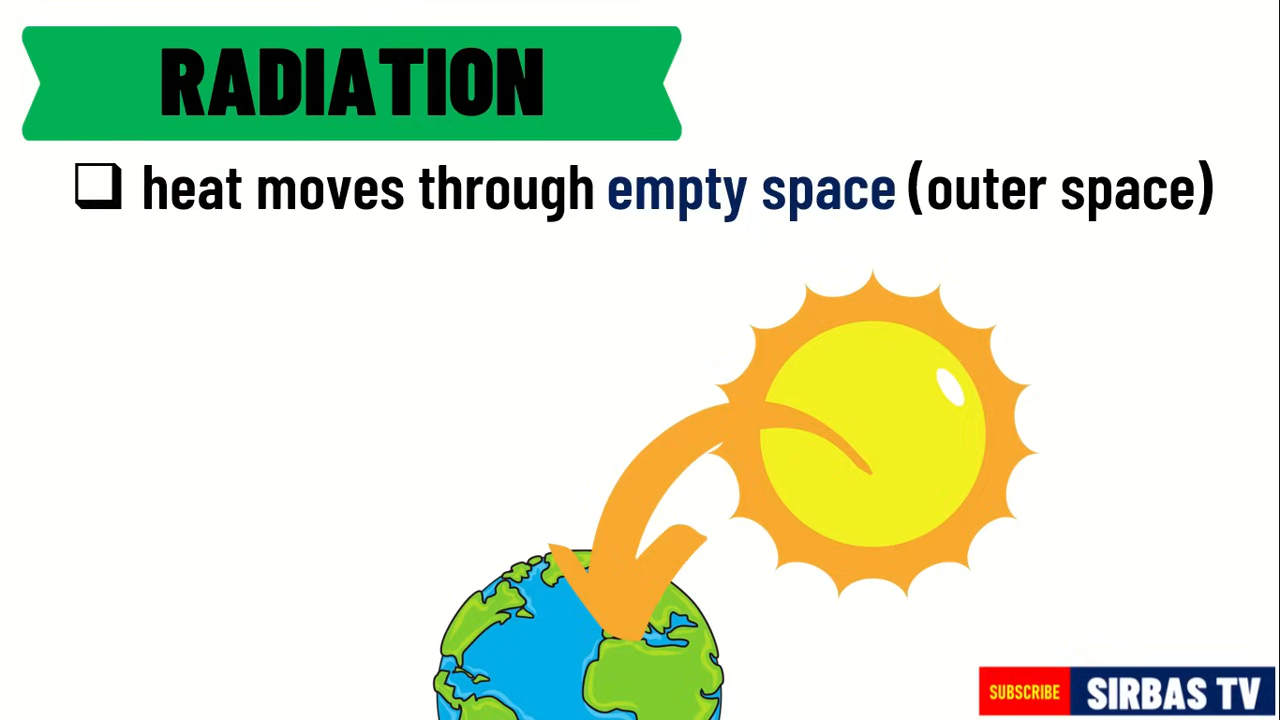 RADIATION
❑ heat moves through empty space (outer space)
SUBSCRIBE SIRBAS TV